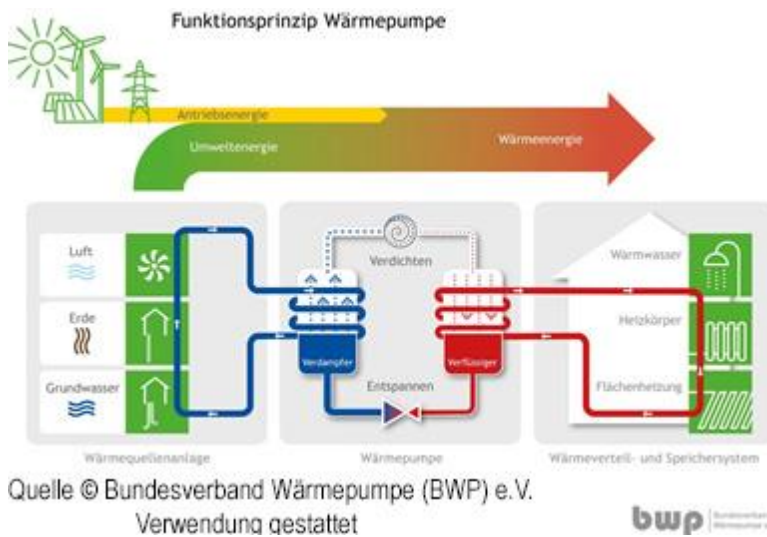 Funktionsprinzip Wärmepumpe
Antriebsenergie
Umweltenergie
Wärmeenergie
Luft
Erde
Grundwasser
Verdichten
Verdampfer
Verflüssiger
Entspannen
Warmwasser
Heizkörper
Flächenheizung
Wärmequellenanlage
Wärmepumpe
Wärmeverteil- und Speichersystem
Quelle © Bundesverband Wärmepumpe (BWP) e.V.
Verwendung gestattet
bwp